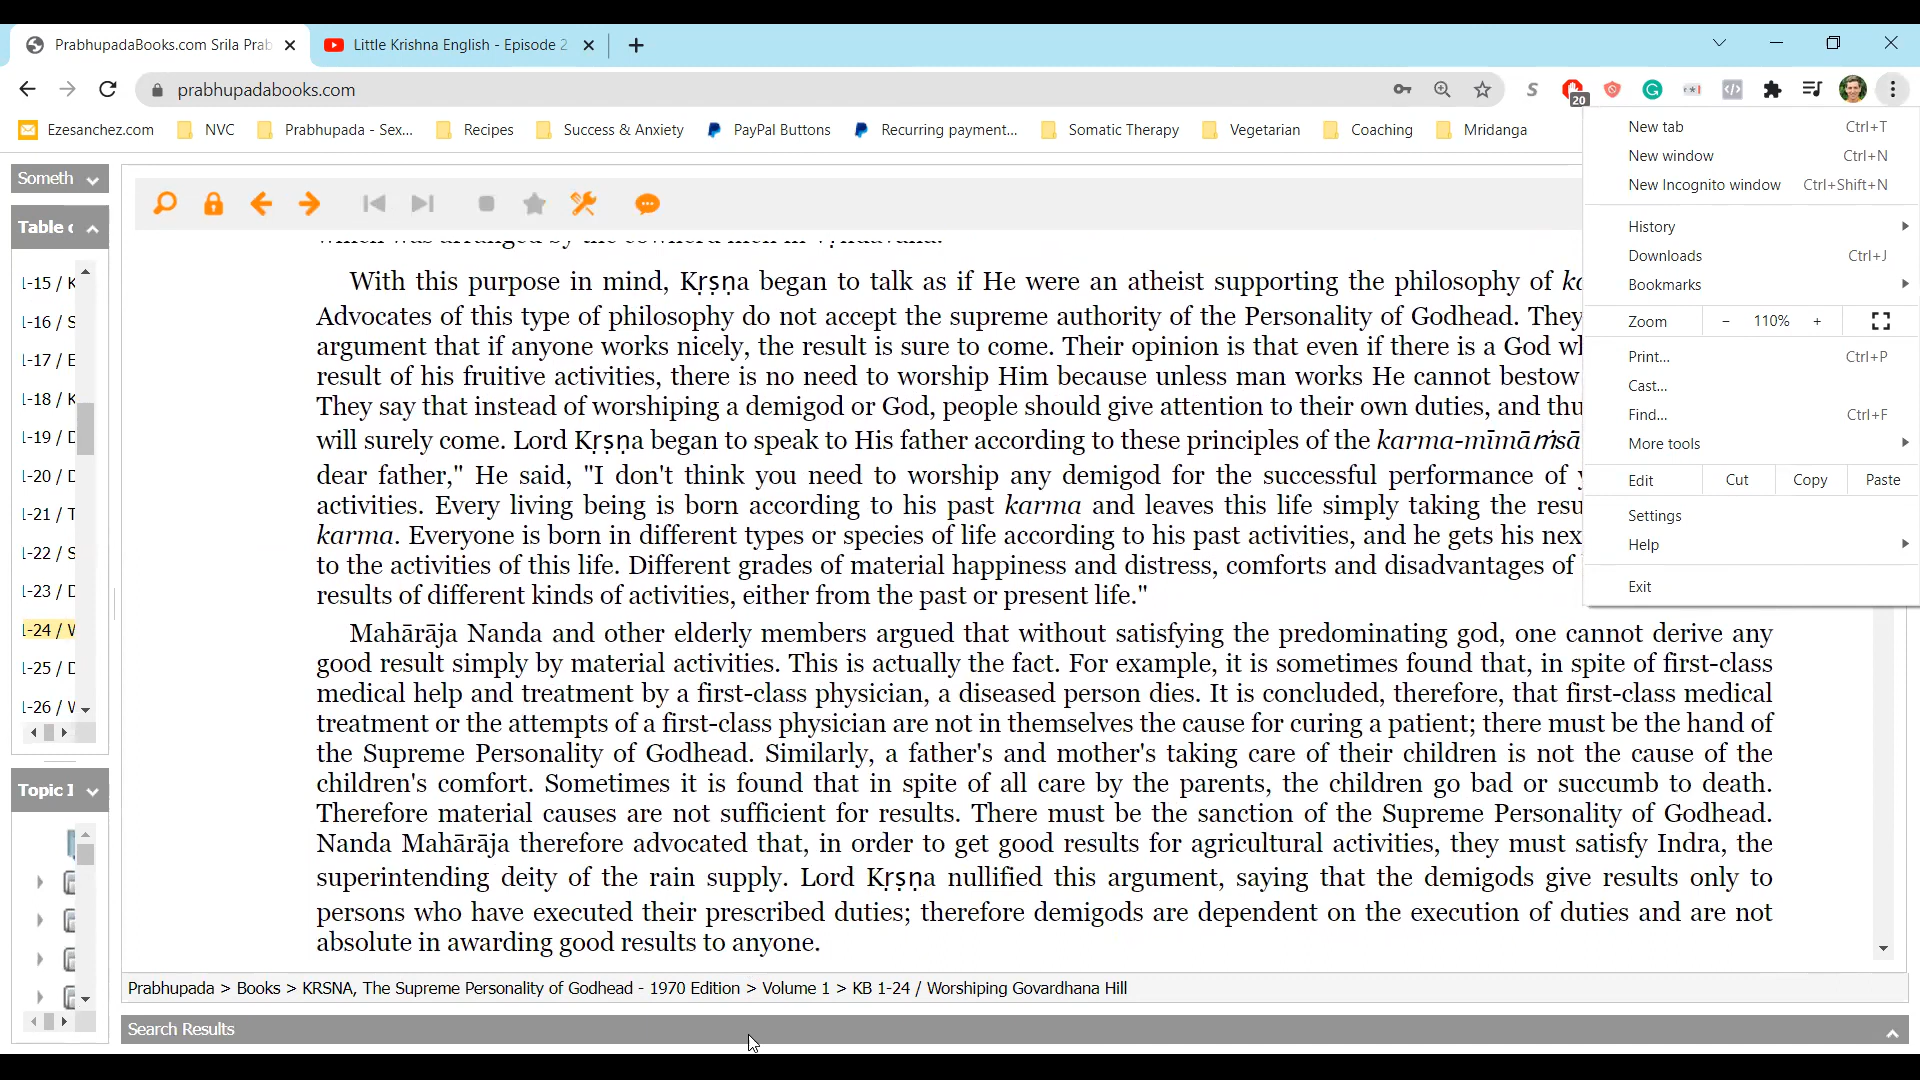 PrabhupadaBooks.com Srila Prab
Little Krishna English - Episode 2
prabhupadabooks.com
20
Ezesanchez.com
NVC
Prabhupada - Sex...
Recipes
Success & Anxiety
PayPal Buttons
Recurring payment...
Somatic Therapy
Vegetarian
Coaching
Mridanga
New tab Ctrl+T
New window Ctrl+N
New Incognito window Ctrl+Shift+N
History
Downloads Ctrl+J
Bookmarks
Zoom - 110% +
Print... Ctrl+P
Cast...
Find... Ctrl+F
More tools
Edit Cut Copy Paste
Settings
Help
Exit
Someth
Table
1-15 / K
1-16 / S
1-17 / E
1-18 / K
1-19 / D
1-20 / D
1-21 / T
1-22 / S
1-23 / D
1-24 / W
1-25 / D
1-26 / W
Topic I
With this purpose in mind, Kṛṣṇa began to talk as if He were an atheist supporting the philosophy of
Advocates of this type of philosophy do not accept the supreme authority of the Personality of Godhead. They
argument that if anyone works nicely, the result is sure to come. Their opinion is that even if there is a God
result of his fruitive activities, there is no need to worship Him because unless man works He cannot bestow
They say that instead of worshiping a demigod or God, people should give attention to their own duties, and
will surely come. Lord Kṛṣṇa began to speak to His father according to these principles of the karma-mīmāṁsā
dear father," He said, "I don't think you need to worship any demigod for the successful performance of
activities. Every living being is born according to his past karma and leaves this life simply taking the
karma. Everyone is born in different types or species of life according to his past activities, and he gets his
to the activities of this life. Different grades of material happiness and distress, comforts and disadvantages of
results of different kinds of activities, either from the past or present life."
Mahārāja Nanda and other elderly members argued that without satisfying the predominating god, one cannot derive any
good result simply by material activities. This is actually the fact. For example, it is sometimes found that, in spite of first-class
medical help and treatment by a first-class physician, a diseased person dies. It is concluded, therefore, that first-class medical
treatment or the attempts of a first-class physician are not in themselves the cause for curing a patient; there must be the hand of
the Supreme Personality of Godhead. Similarly, a father's and mother's taking care of their children is not the cause of the
children's comfort. Sometimes it is found that in spite of all care by the parents, the children go bad or succumb to death.
Therefore material causes are not sufficient for results. There must be the sanction of the Supreme Personality of Godhead.
Nanda Mahārāja therefore advocated that, in order to get good results for agricultural activities, they must satisfy Indra, the
superintending deity of the rain supply. Lord Kṛṣṇa nullified this argument, saying that the demigods give results only to
persons who have executed their prescribed duties; therefore demigods are dependent on the execution of duties and are not
absolute in awarding good results to anyone.
Prabhupada > Books > KRSNA, The Supreme Personality of Godhead - 1970 Edition > Volume 1 > KB 1-24 / Worshiping Govardhana Hill
Search Results